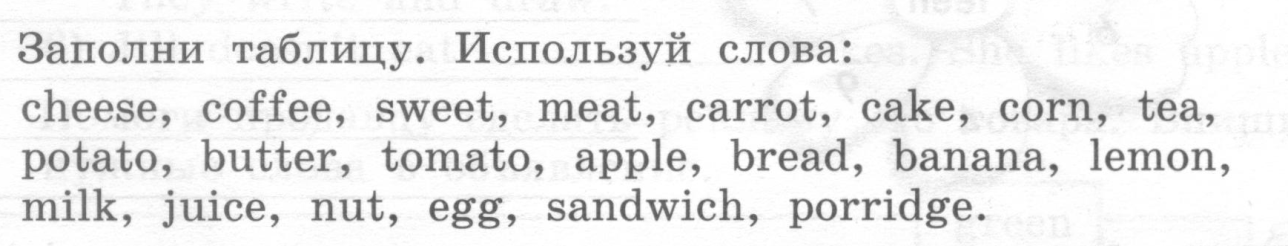 Заполни таблицу. Используй слова:
cheese, coffee, sweet, meat, carrot, cake, corn, tea,
potato, butter, tomato, apple, bread, banana, lemon,
milk, juice, nut, egg, sandwich, porridge.